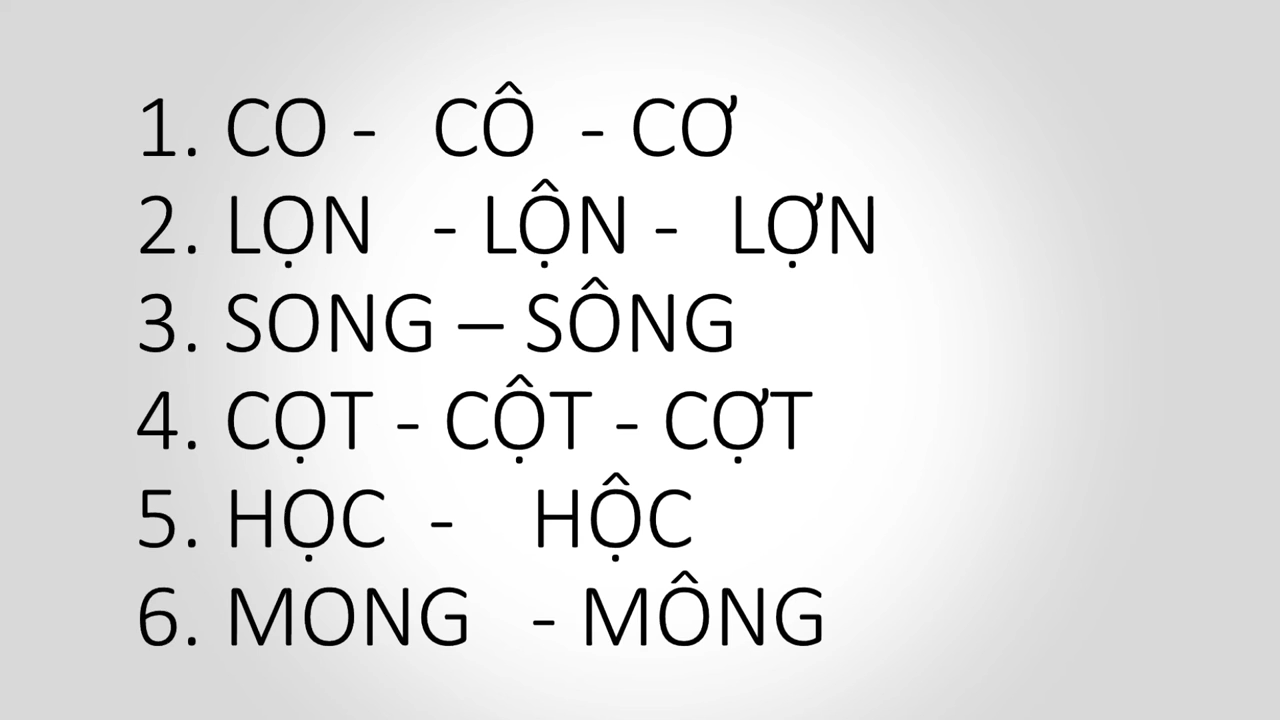 1. CO - CÔ - CƠ
2. LỌN - LỘN - LỢN
3. SONG – SÔNG
4. CỌT - CỘT - CỢT
5. HỌC - HỘC
6. MONG - MÔNG